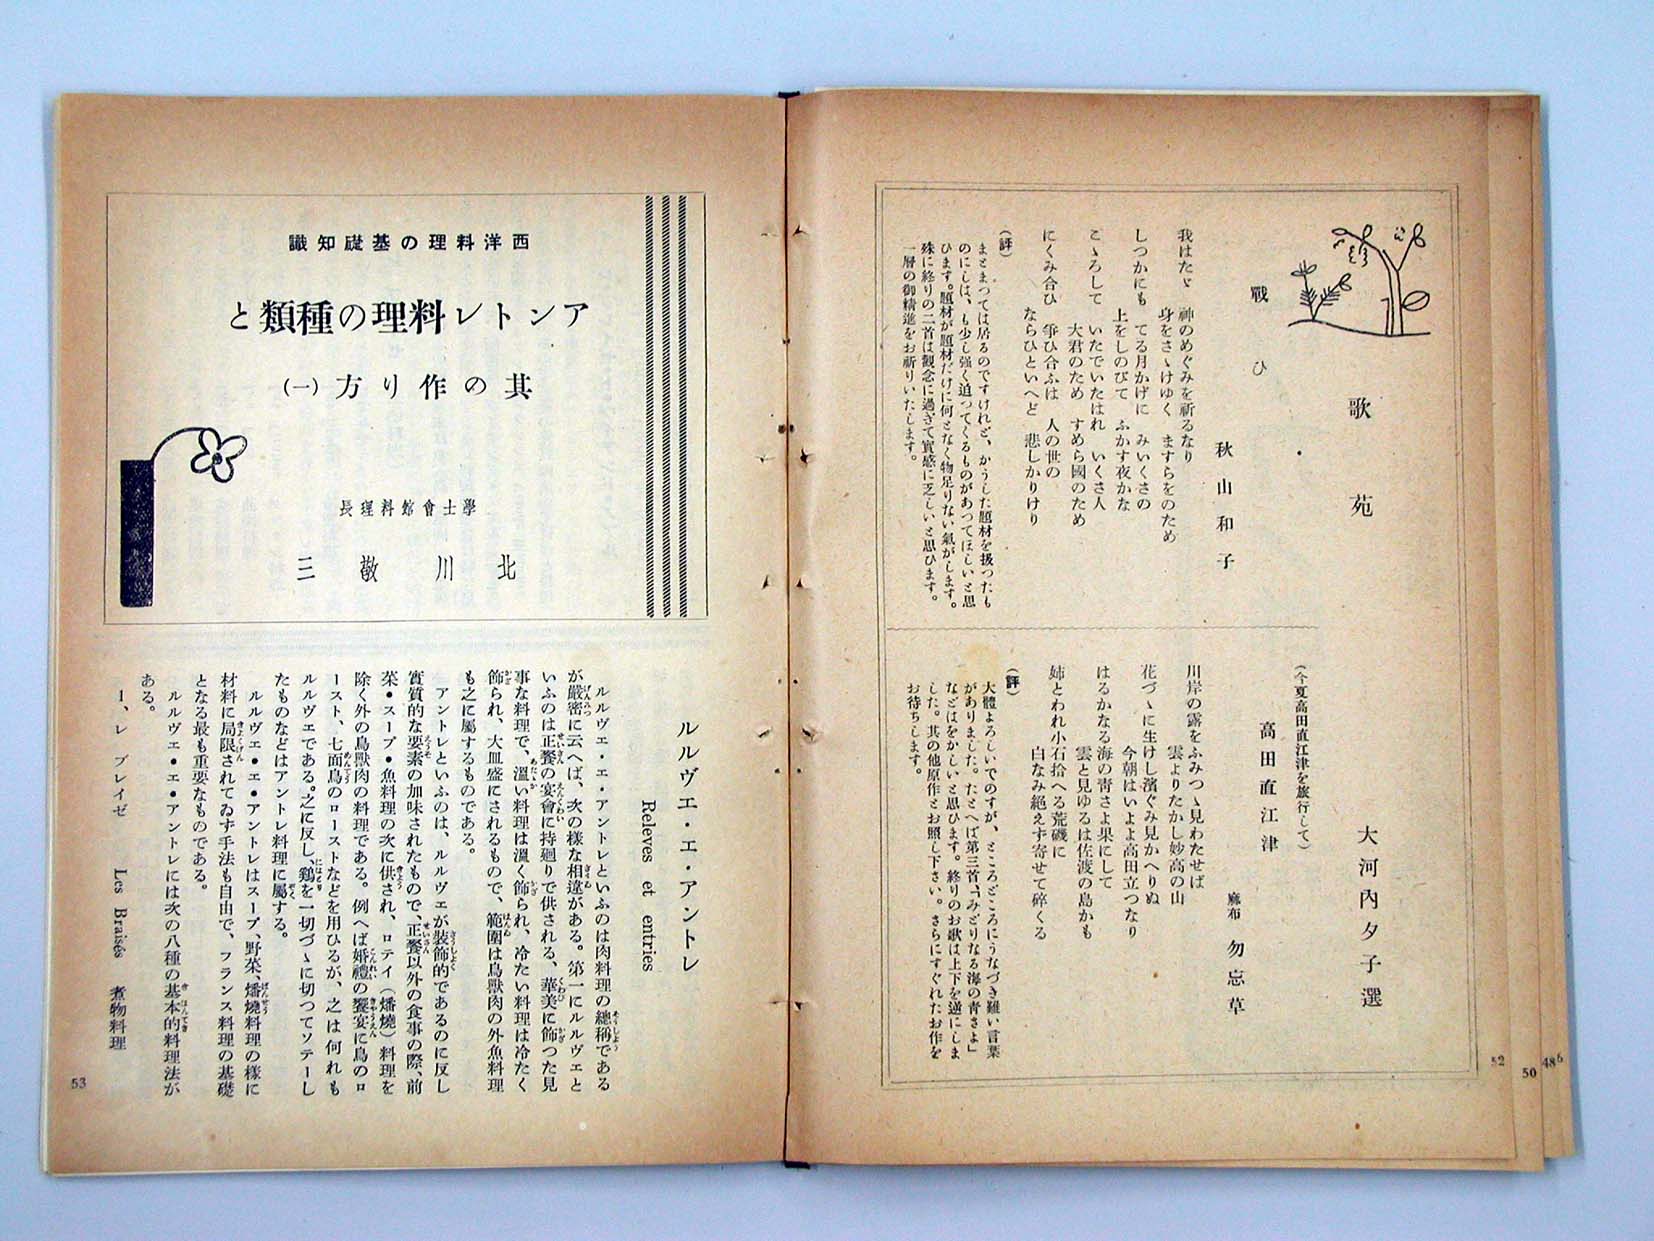 歌苑
大河内夕子選
戰ひ
秋山和子
我はたゞ 神のめぐみを祈るなり
身をさゝけゆく ますらをのため
しつかにも てる月かげに みいくさの
上をしのびて ふかす夜かな
こゝろして いたでいたはれ いくさ人
大君のため すめら國のため
にくみ合ひ 爭ひ合ふは 人の世の
ならひといへど 悲しかりけり
(評)
まとまつては居るのですけれど、かうした題材を扱つたも
のにしは、も少し强く迫つてくるものがあつてほしいと思
ひます。題材が題材だけに何となく物足りない氣がします。
殊に終りの二首は觀念に過ぎて實感に乏しいと思ひます。
一層の御精進をお祈りいたします。
(今夏高田直江津を旅行して)
高田直江津
麻布 勿忘草
川岸の露をふみつゝ見わたせば
雲よりたかし妙高の山
花づゝに生けし濱ぐみ見かへりぬ
今朝はいよよ高田立つなり
はるかなる海の靑さよ果にして
雲と見ゆるは佐渡の島かも
姉とわれ小石拾へる荒磯に
白なみ絶えず寄せて碎くる
(評)
大體よろしいでのすが、ところどころにうなづき難い言葉
がありました。たとへば第三首「みどりなる海の靑さよ」
などはをかしいと思ひます。終りのお歌は上下を逆にしま
した。其の他原作とお照し下さい。さらにすぐれたお作を
お待ちします。
52
50
48
6
西洋料理の基礎知識
アントレ料理の種類と
其の作り方(一)
學士會館料理長
北川敬三
ルルヴエ・エ・アントレ
Releves et entries
ルルヴエ・エ・アントレといふのは肉料理の總稱である
が嚴密に云へば、次の樣な相違がある。第一にルルヴエと
いふのは正餐の宴會に持廻りで供される、華美に飾つた見
事な料理で、溫い料理は溫く飾られ、冷たい料理は冷たく
飾られ、大皿盛にされるもので、範圍は鳥獸肉の外魚料理
も之に屬するものである。
アントレといふのは、ルルヴエが裝飾的であるのに反し
實質的な要素の加味されたもので、正餐以外の食事の際、前
菜・スープ・魚料理の次に供され、ロテイ(燔燒)料理を
除く外の鳥獸肉の料理である。例へば婚禮の饗宴に鳥のロ
ースト、七面鳥のローストなどを用ひるが、之は何れも
ルルヴエである。之に反し、鷄を一切づゝに切つてソテーし
たものなどはアントレ料理に屬する。
ルルヴエ・エ・アントレはスープ、野菜、燔燒料理の樣に
材料に局限されてゐず手法も自由で、フランス料理の基礎
となる最も重要なものである。
ルルヴエ・エ・アントレには次の八種の基本的料理法が
ある。
1、レ ブレイゼ Les Braisés 煮物料理
53